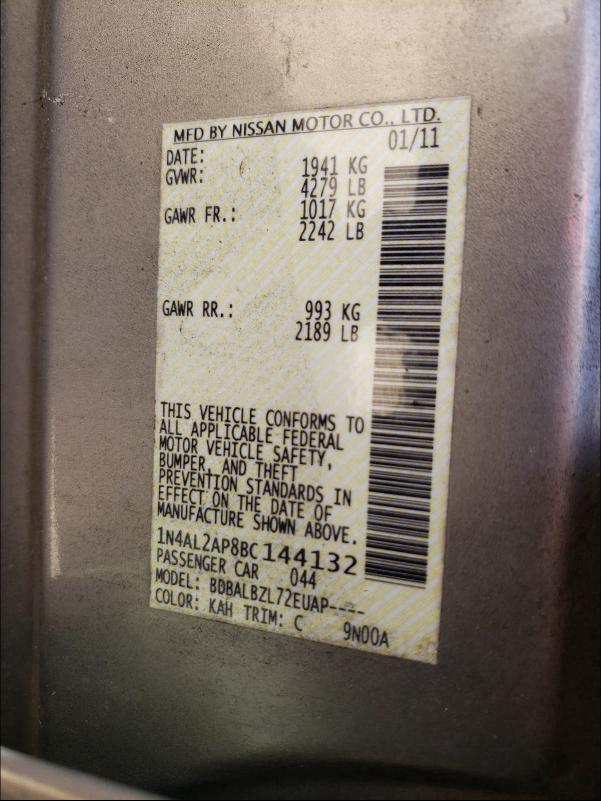 MFD BY NISSAN MOTOR CO., LTD.
DATE: 01/11
GVWR: 1941 KG
4279 LB
GAWR FR.: 1017 KG
2242 LB
GAWR RR.: 993 KG
2189 LB
THIS VEHICLE CONFORMS TO
ALL APPLICABLE FEDERAL
MOTOR VEHICLE SAFETY,
BUMPER, AND THEFT
PREVENTION STANDARDS IN
EFFECT ON THE DATE OF
MANUFACTURE SHOWN ABOVE.
1N4AL2AP8BC144132
PASSENGER CAR 044
MODEL: BDBALBZL72EUAP----
COLOR: KAH TRIM: C 9N00A